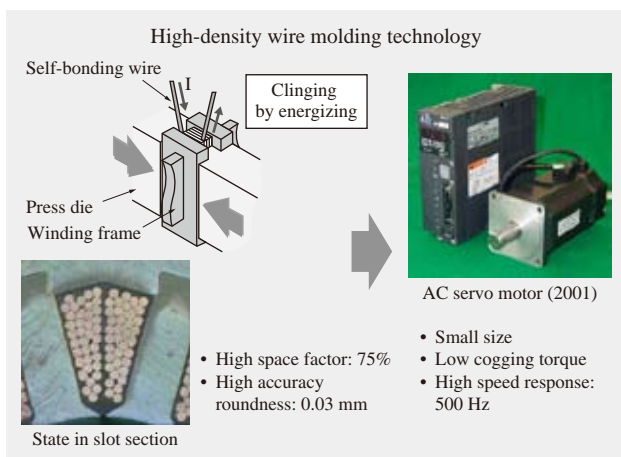 High-density wire molding technology
Self-bonding wire
I
Clinging
by energizing
Press die
Winding frame
State in slot section
• High space factor: 75%
• High accuracy
roundness: 0.03 mm
AC servo motor (2001)
• Small size
• Low cogging torque
• High speed response:
500 Hz